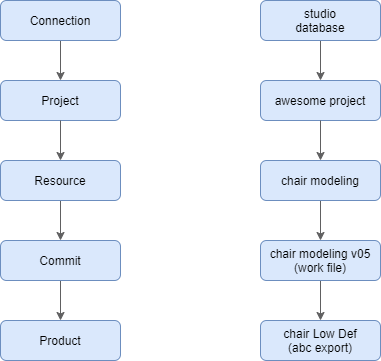 Connection
Project
Resource
Commit
Product
studio
database
awesome project
chair modeling
chair modeling v05
(work file)
chair Low Def
(abc export)